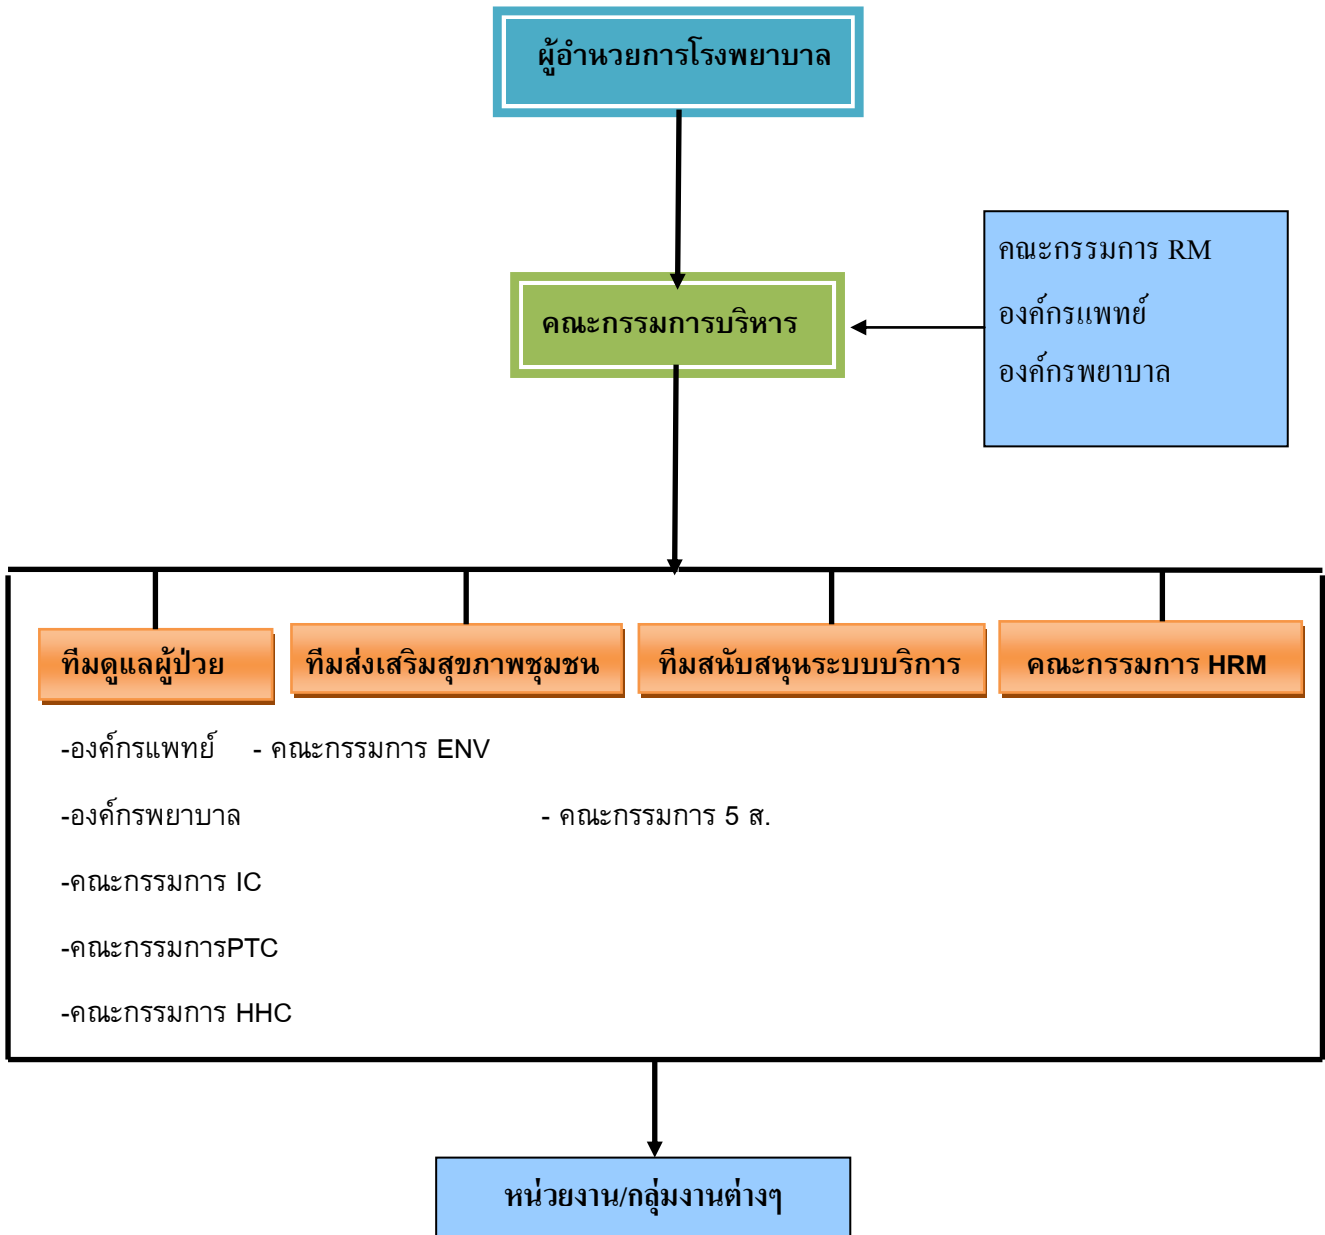 ผู้อำนวยการโรงพยาบาล
คณะกรรมการ RM
องค์กรแพทย์
องค์กรพยาบาล
คณะกรรมการบริหาร
ทีมดูแลผู้ป่วย
ทีมส่งเสริมสุขภาพชุมชน
ทีมสนับสนุนระบบบริการ
คณะกรรมการ HRM
-องค์กรแพทย์ - คณะกรรมการ ENV
-องค์กรพยาบาล - คณะกรรมการ 5 ส.
-คณะกรรมการ IC
-คณะกรรมการPTC
-คณะกรรมการ HHC
หน่วยงาน/กลุ่มงานต่างๆ